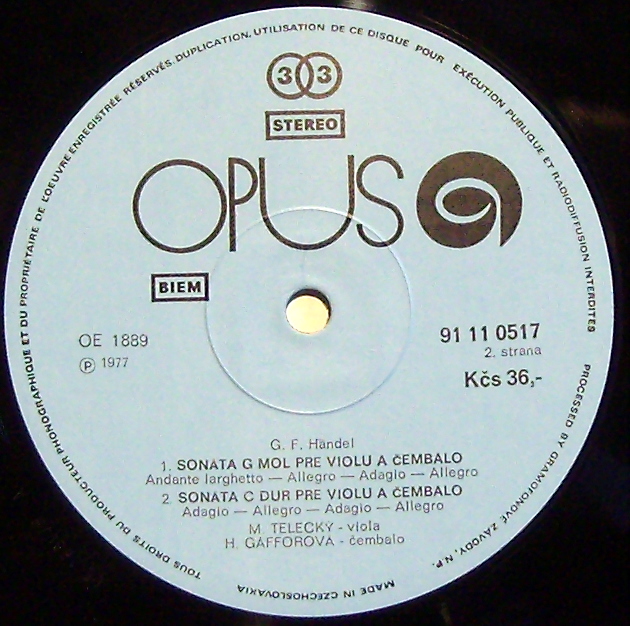 TOUS DROITS DU PRODUCTEUR PHONOGRAPHIQUE ET DU PROPRIÉTAIRE DE L'OEUVRE ENREGISTRÉE RÉSERVÉS. DUPLICATION, UTILISATION DE CE DISQUE POUR EXÉCUTION PUBLIQUE ET RADIODIFFUSION INTERDITES
33
STEREO
OPUS
BIEM
OE 1889
℗ 1977
91 11 0517
2. strana
Kčs 36,-
G. F. Händel
1. SONATA G MOL PRE VIOLU A ČEMBALO
Andante larghetto — Allegro — Adagio — Allegro
2. SONATA C DUR PRE VIOLU A ČEMBALO
Adagio — Allegro — Adagio — Allegro
M. TELECKÝ - viola
H. GAFFOROVÁ - čembalo
PROCESSED BY GRAMOFONOVÉ ZÁVODY, N.P.
MADE IN CZECHOSLOVAKIA